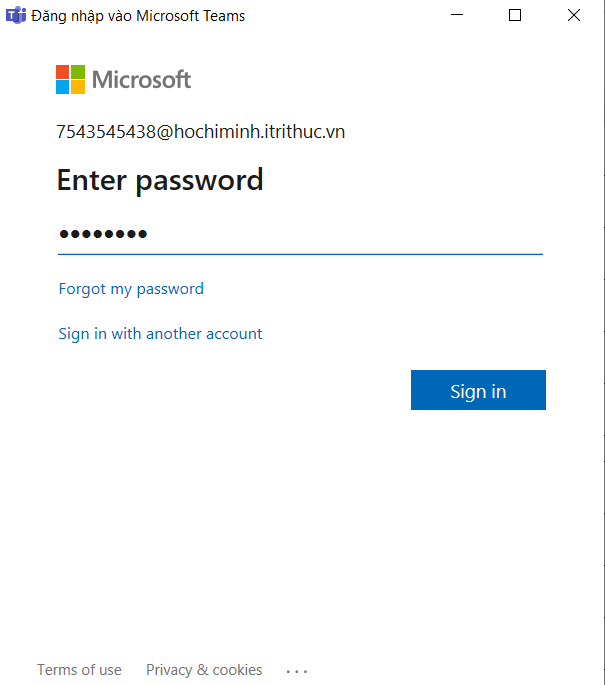 Đăng nhập vào Microsoft Teams
Microsoft
7543545438@hochiminh.itrithuc.vn
Enter password
••••••••
Forgot my password
Sign in with another account
Sign in
Terms of use Privacy & cookies ...